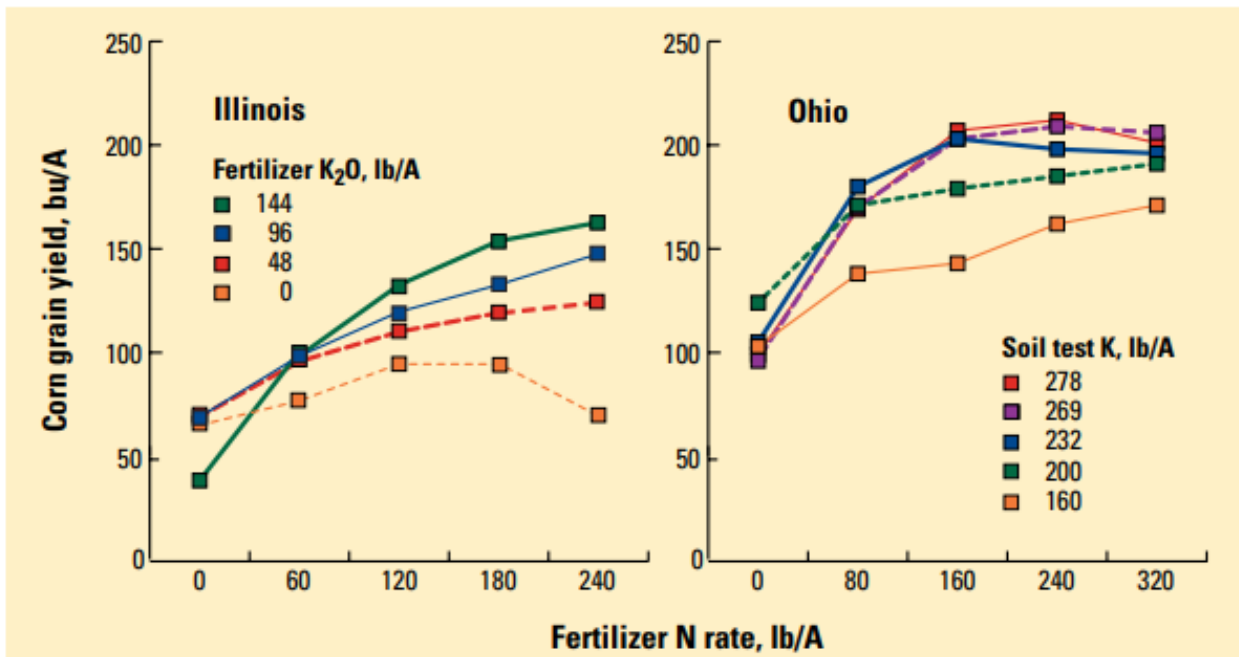 250
200
150
100
50
0
Corn grain yield, bu/A
Illinois
Fertilizer K₂O, lb/A
144
96
48
0
0 60 120 180 240
250
200
150
100
50
0
Ohio
Soil test K, lb/A
278
269
232
200
160
0 80 160 240 320
Fertilizer N rate, lb/A